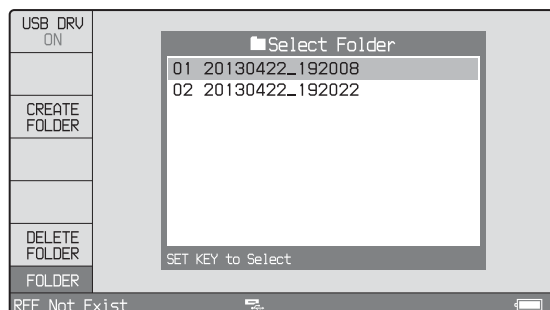 USB DRV
ON
Select Folder
01 20130422_192008
02 20130422_192022
CREATE
FOLDER
DELETE
FOLDER
SET KEY to Select
FOLDER
REF Not Exist